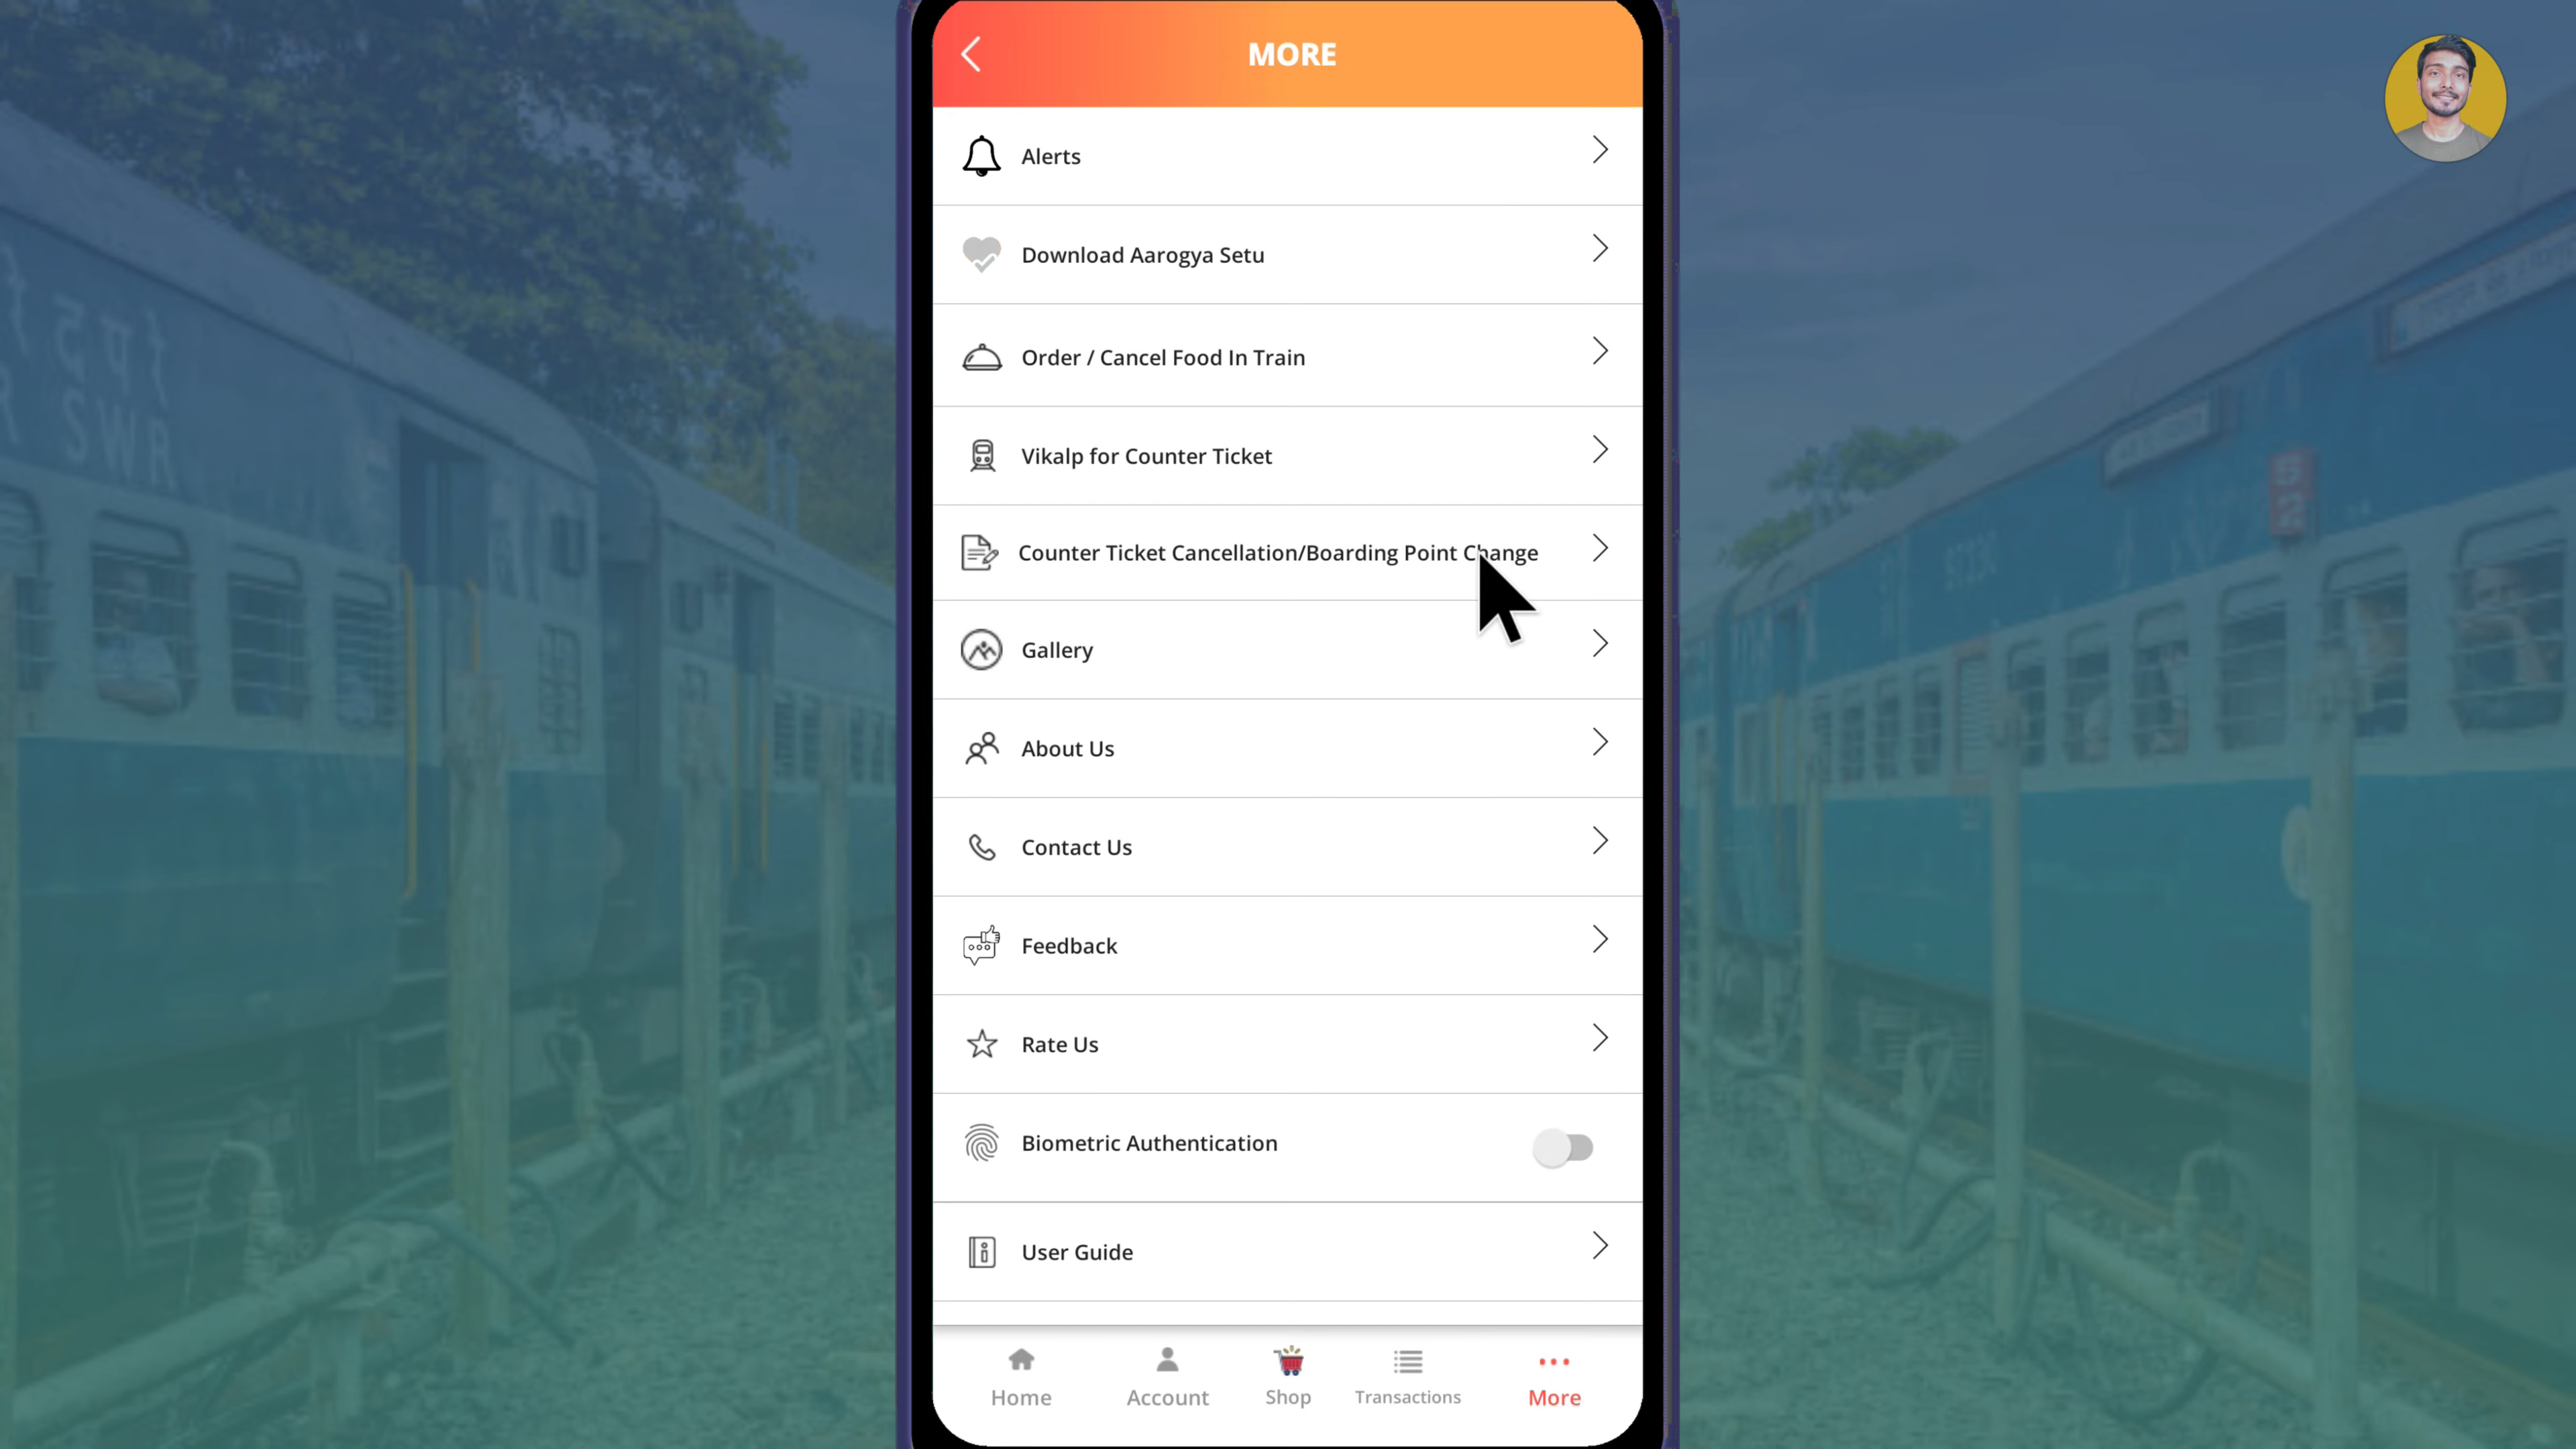 MORE
Alerts
Download Aarogya Setu
Order / Cancel Food In Train
Vikalp for Counter Ticket
Counter Ticket Cancellation/Boarding Point Change
Gallery
About Us
Contact Us
Feedback
Rate Us
Biometric Authentication
User Guide
Home
Account
Shop
Transactions
More
SWR